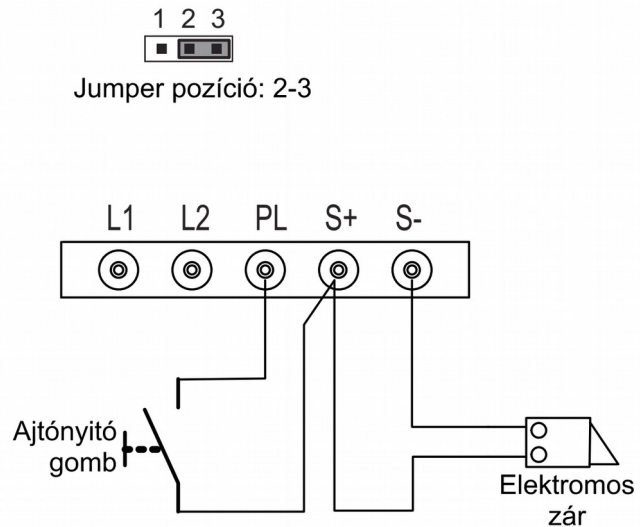 1 2 3
Jumper pozíció: 2-3
L1 L2 PL S+ S-
Ajtónyitó
gomb
Elektromos
zár